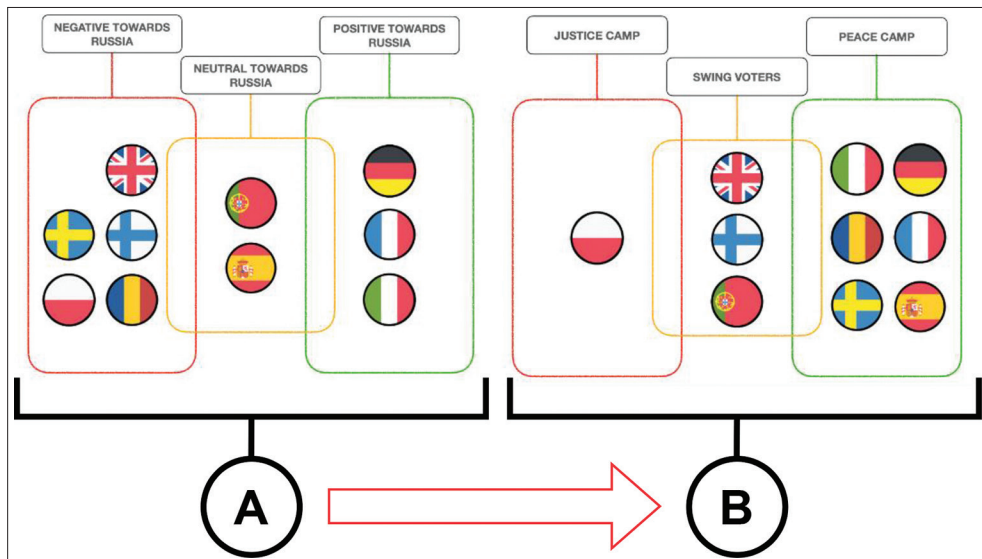 NEGATIVE TOWARDS
RUSSIA
NEUTRAL TOWARDS
RUSSIA
POSITIVE TOWARDS
RUSSIA
JUSTICE CAMP
SWING VOTERS
PEACE CAMP
A
B